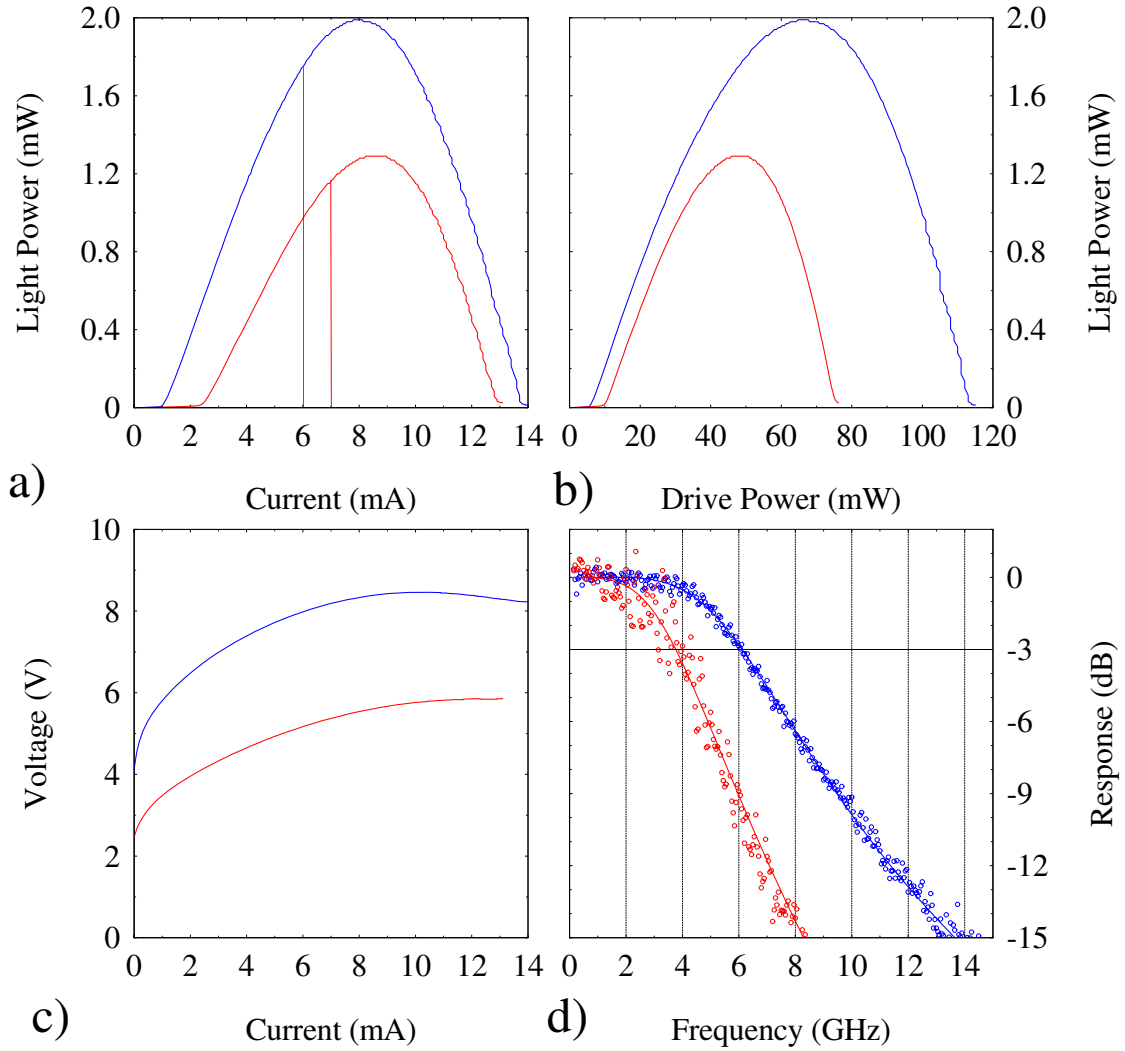 2.0
1.6
1.2
0.8
0.4
0
Light Power (mW)
0 2 4 6 8 10 12 14
a)
Current (mA)
2.0
1.6
1.2
0.8
0.4
0
Light Power (mW)
0 20 40 60 80 100 120
b)
Drive Power (mW)
10
8
6
4
2
0
Voltage (V)
0 2 4 6 8 10 12 14
c)
Current (mA)
0
-3
-6
-9
-12
-15
Response (dB)
0 2 4 6 8 10 12 14
d)
Frequency (GHz)